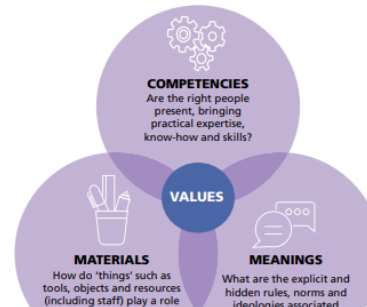 COMPETENCIES
Are the right people
present, bringing
practical expertise,
know-how and skills?
VALUES
MATERIALS
How do ‘things’ such as
tools, objects and resources
(including staff) play a role
MEANINGS
What are the explicit and
hidden rules, norms and
ideologies associated